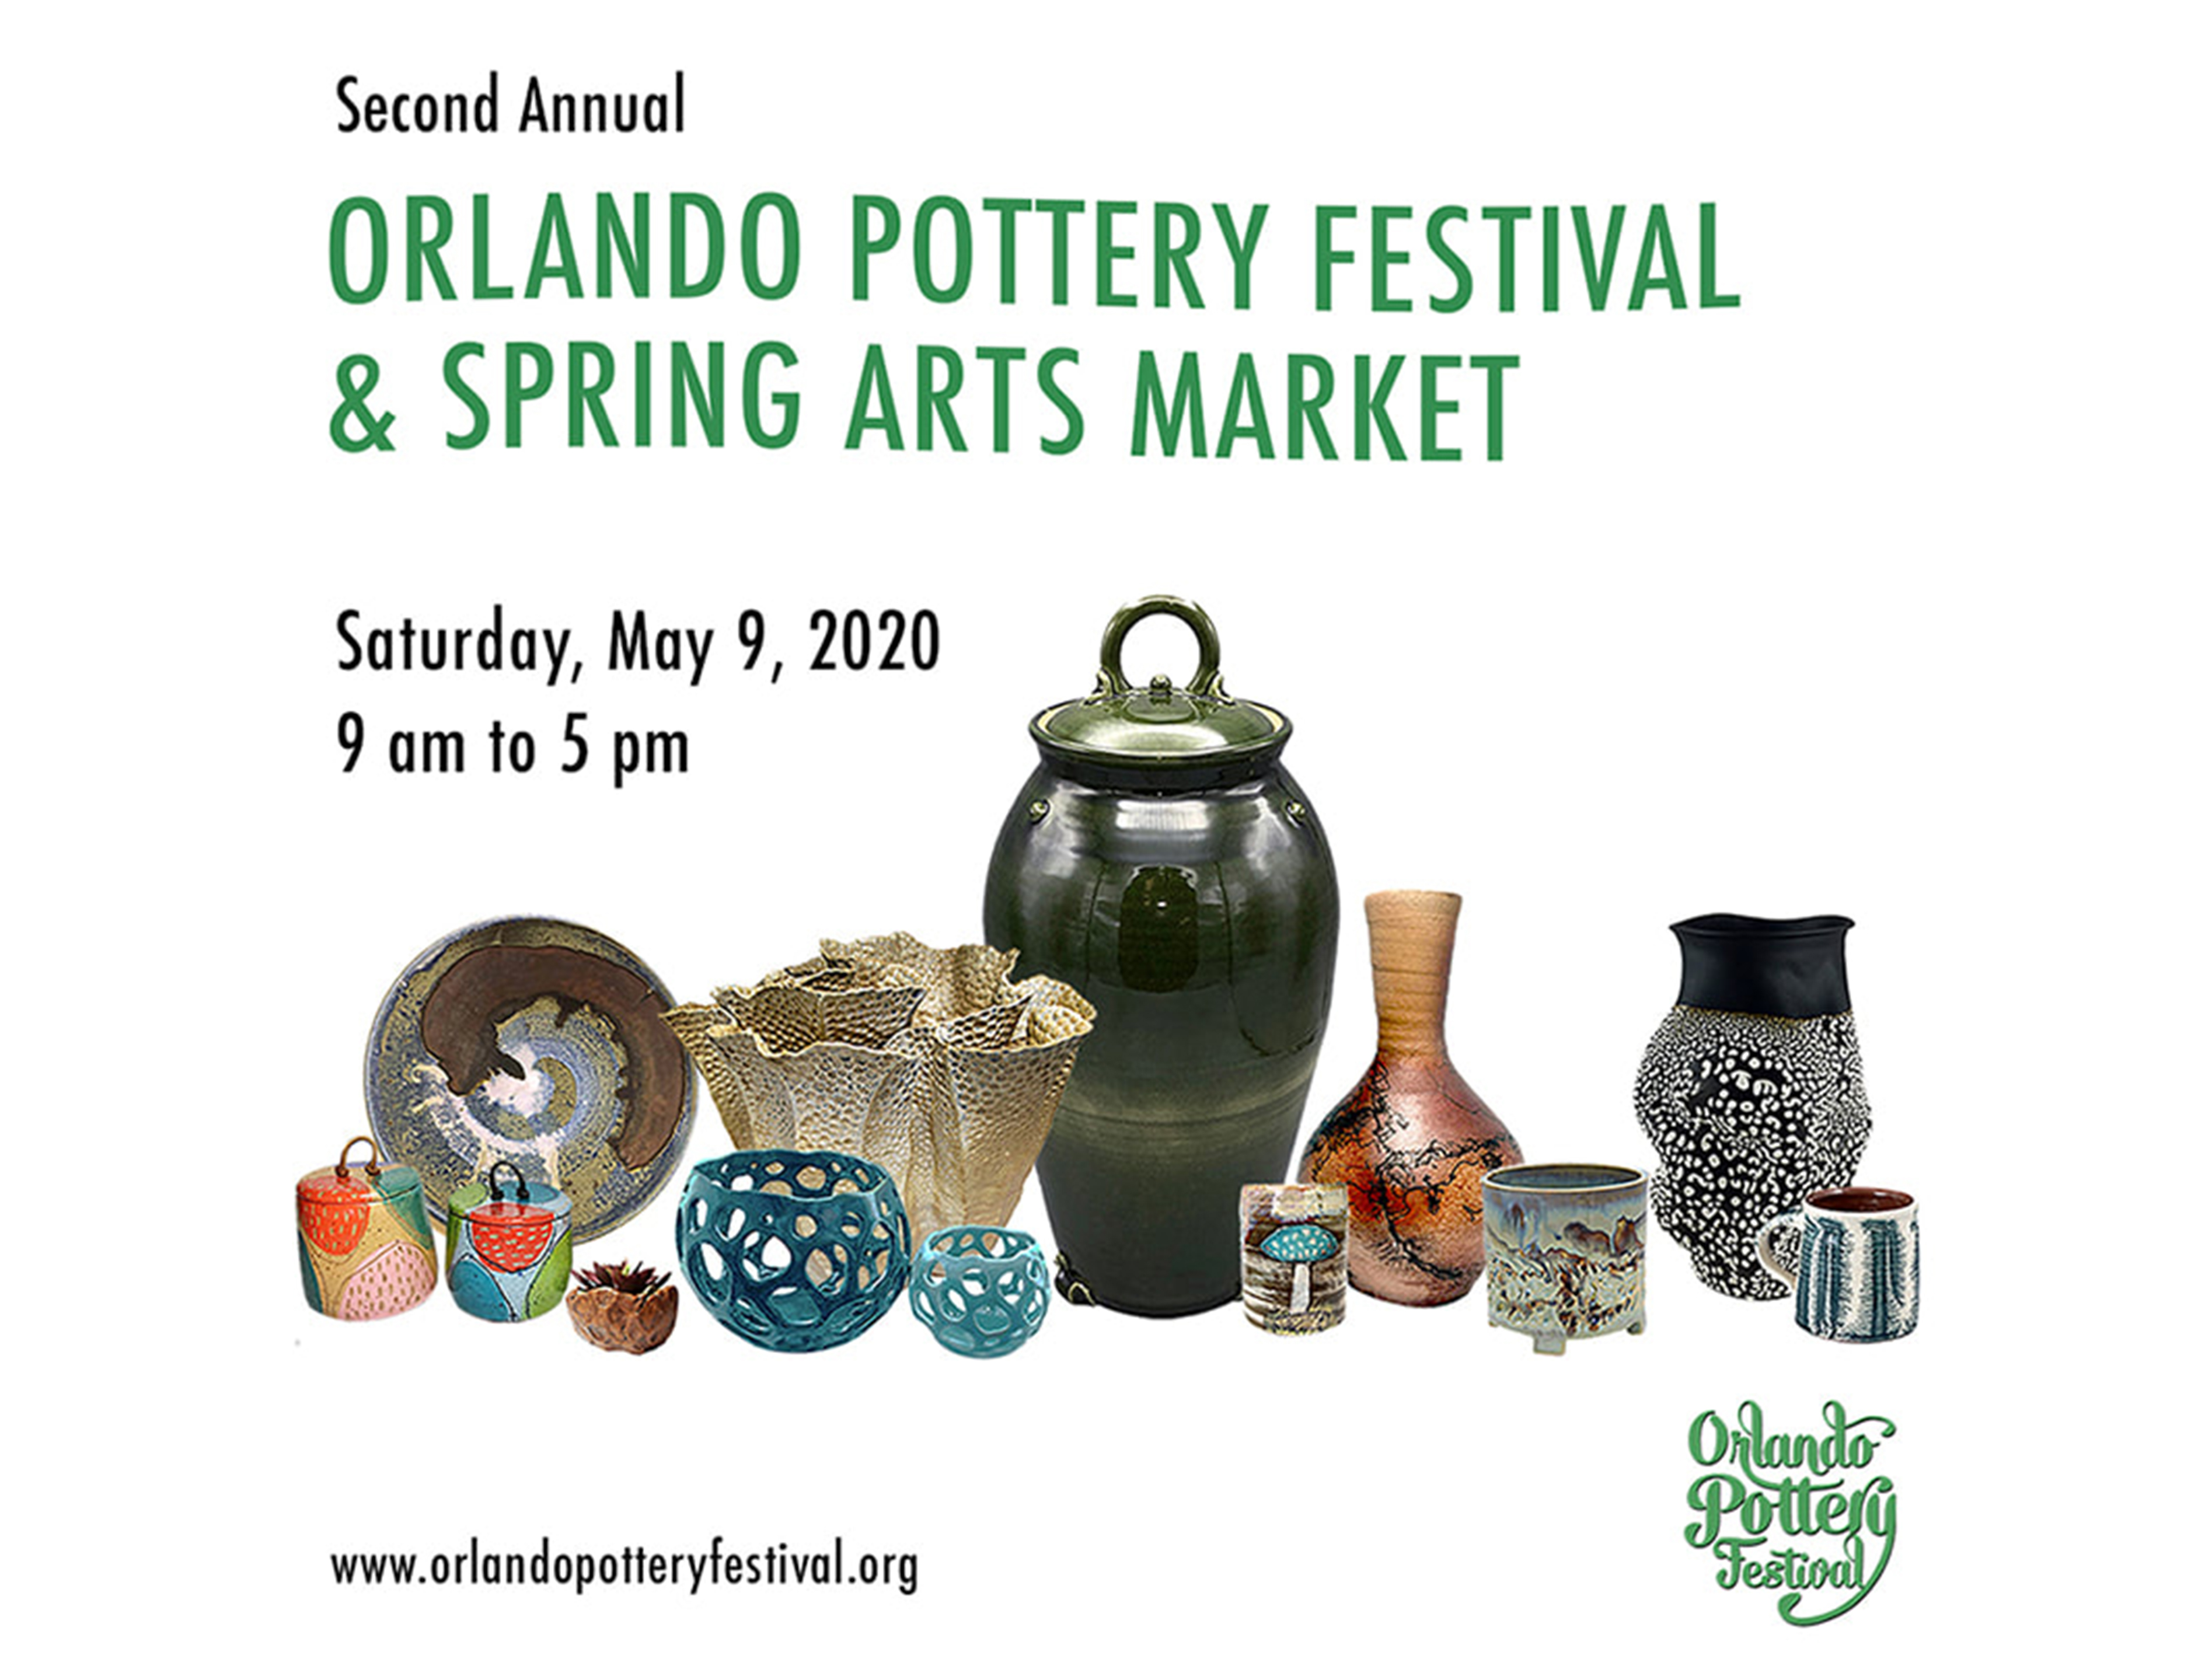 Second Annual
ORLANDO POTTERY FESTIVAL
& SPRING ARTS MARKET
Saturday, May 9, 2020
9 am to 5 pm
www.orlandopotteryfestival.org
Orlando
Pottery
Festival